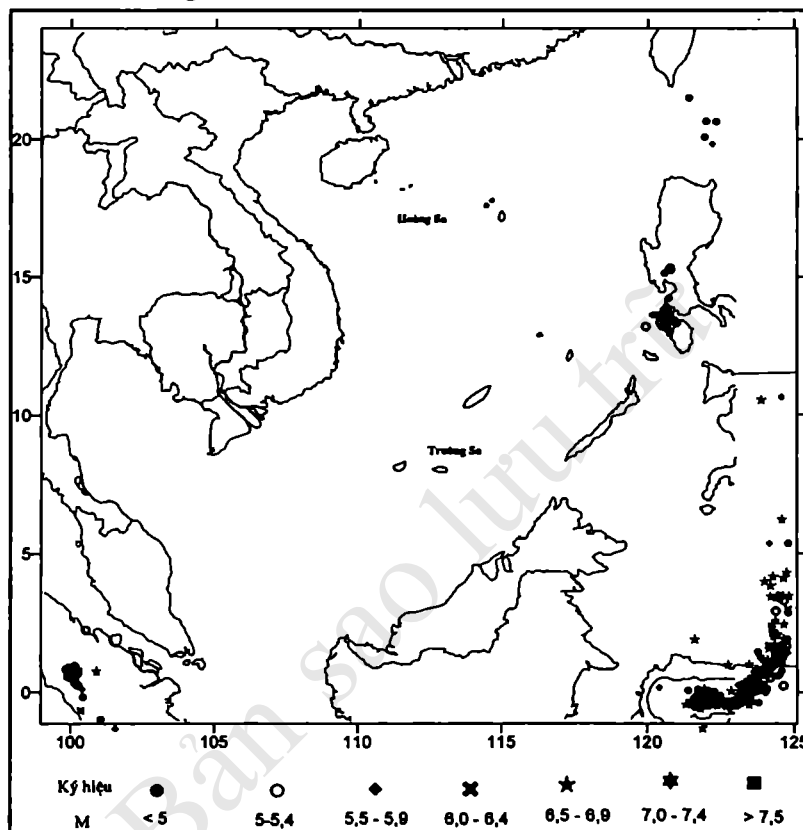 20
Hoàng Sa
15
10
Trường Sa
5
0
100 105 110 115 120 125
Ký hiệu
M < 5 5-5,4 5,5 - 5,9 6,0 - 6,4 6,5 - 6,9 7,0 - 7,4 > 7,5
Bản sao lưu trữ